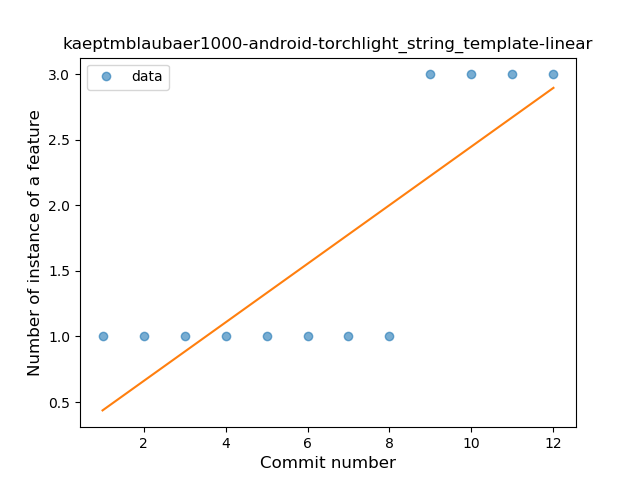 kaeptmblaubaer1000-android-torchlight_string_template-linear
data
Number of instance of a feature
3.0
2.5
2.0
1.5
1.0
0.5
2 4 6 8 10 12
Commit number